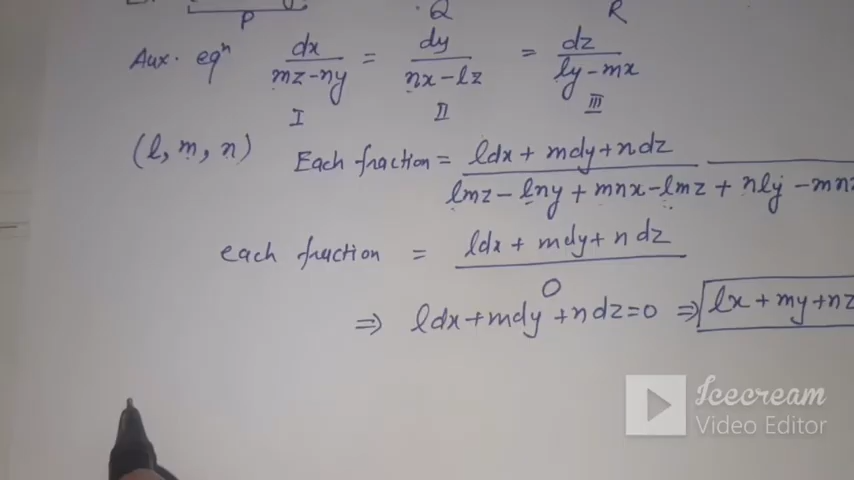 P Q R
Aux. eqⁿ dx/(mz-ny) = dy/(nx-lz) = dz/(ly-mx)
I II III
(l, m, n) Each fraction = (ldx + mdy + ndz)/(lmz - lny + mnx - lmz + nly - mnx
each fraction = (ldx + mdy + ndz)/0
⇒ ldx + mdy + ndz = 0 ⇒ lx + my + nz
Icecream
Video Editor